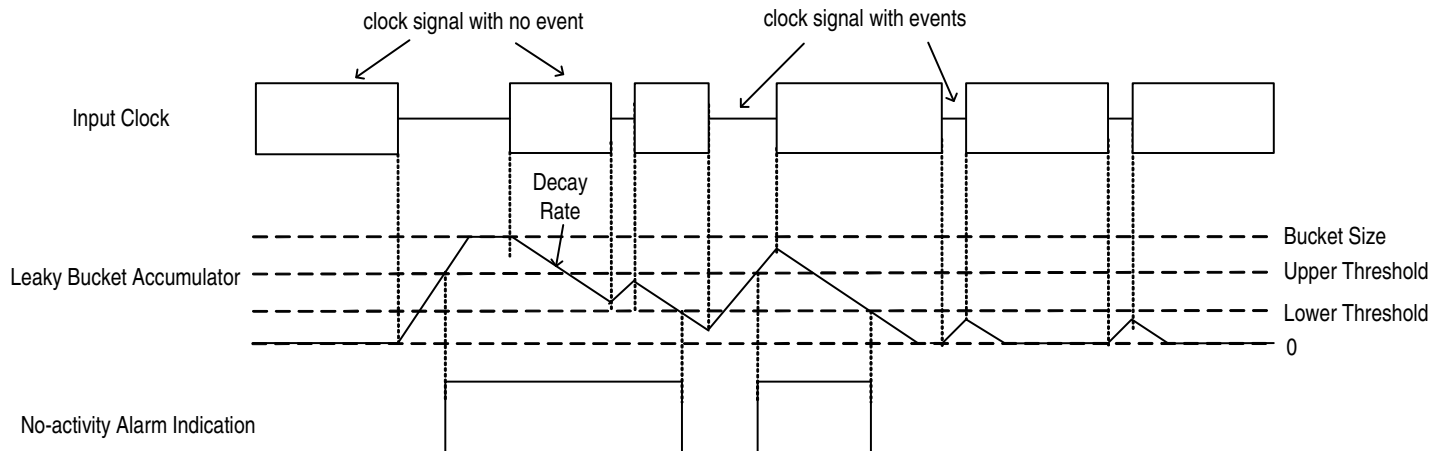 clock signal with no event
clock signal with events
Input Clock
Decay
Rate
Bucket Size
Leaky Bucket Accumulator
Upper Threshold
Lower Threshold
0
No-activity Alarm Indication